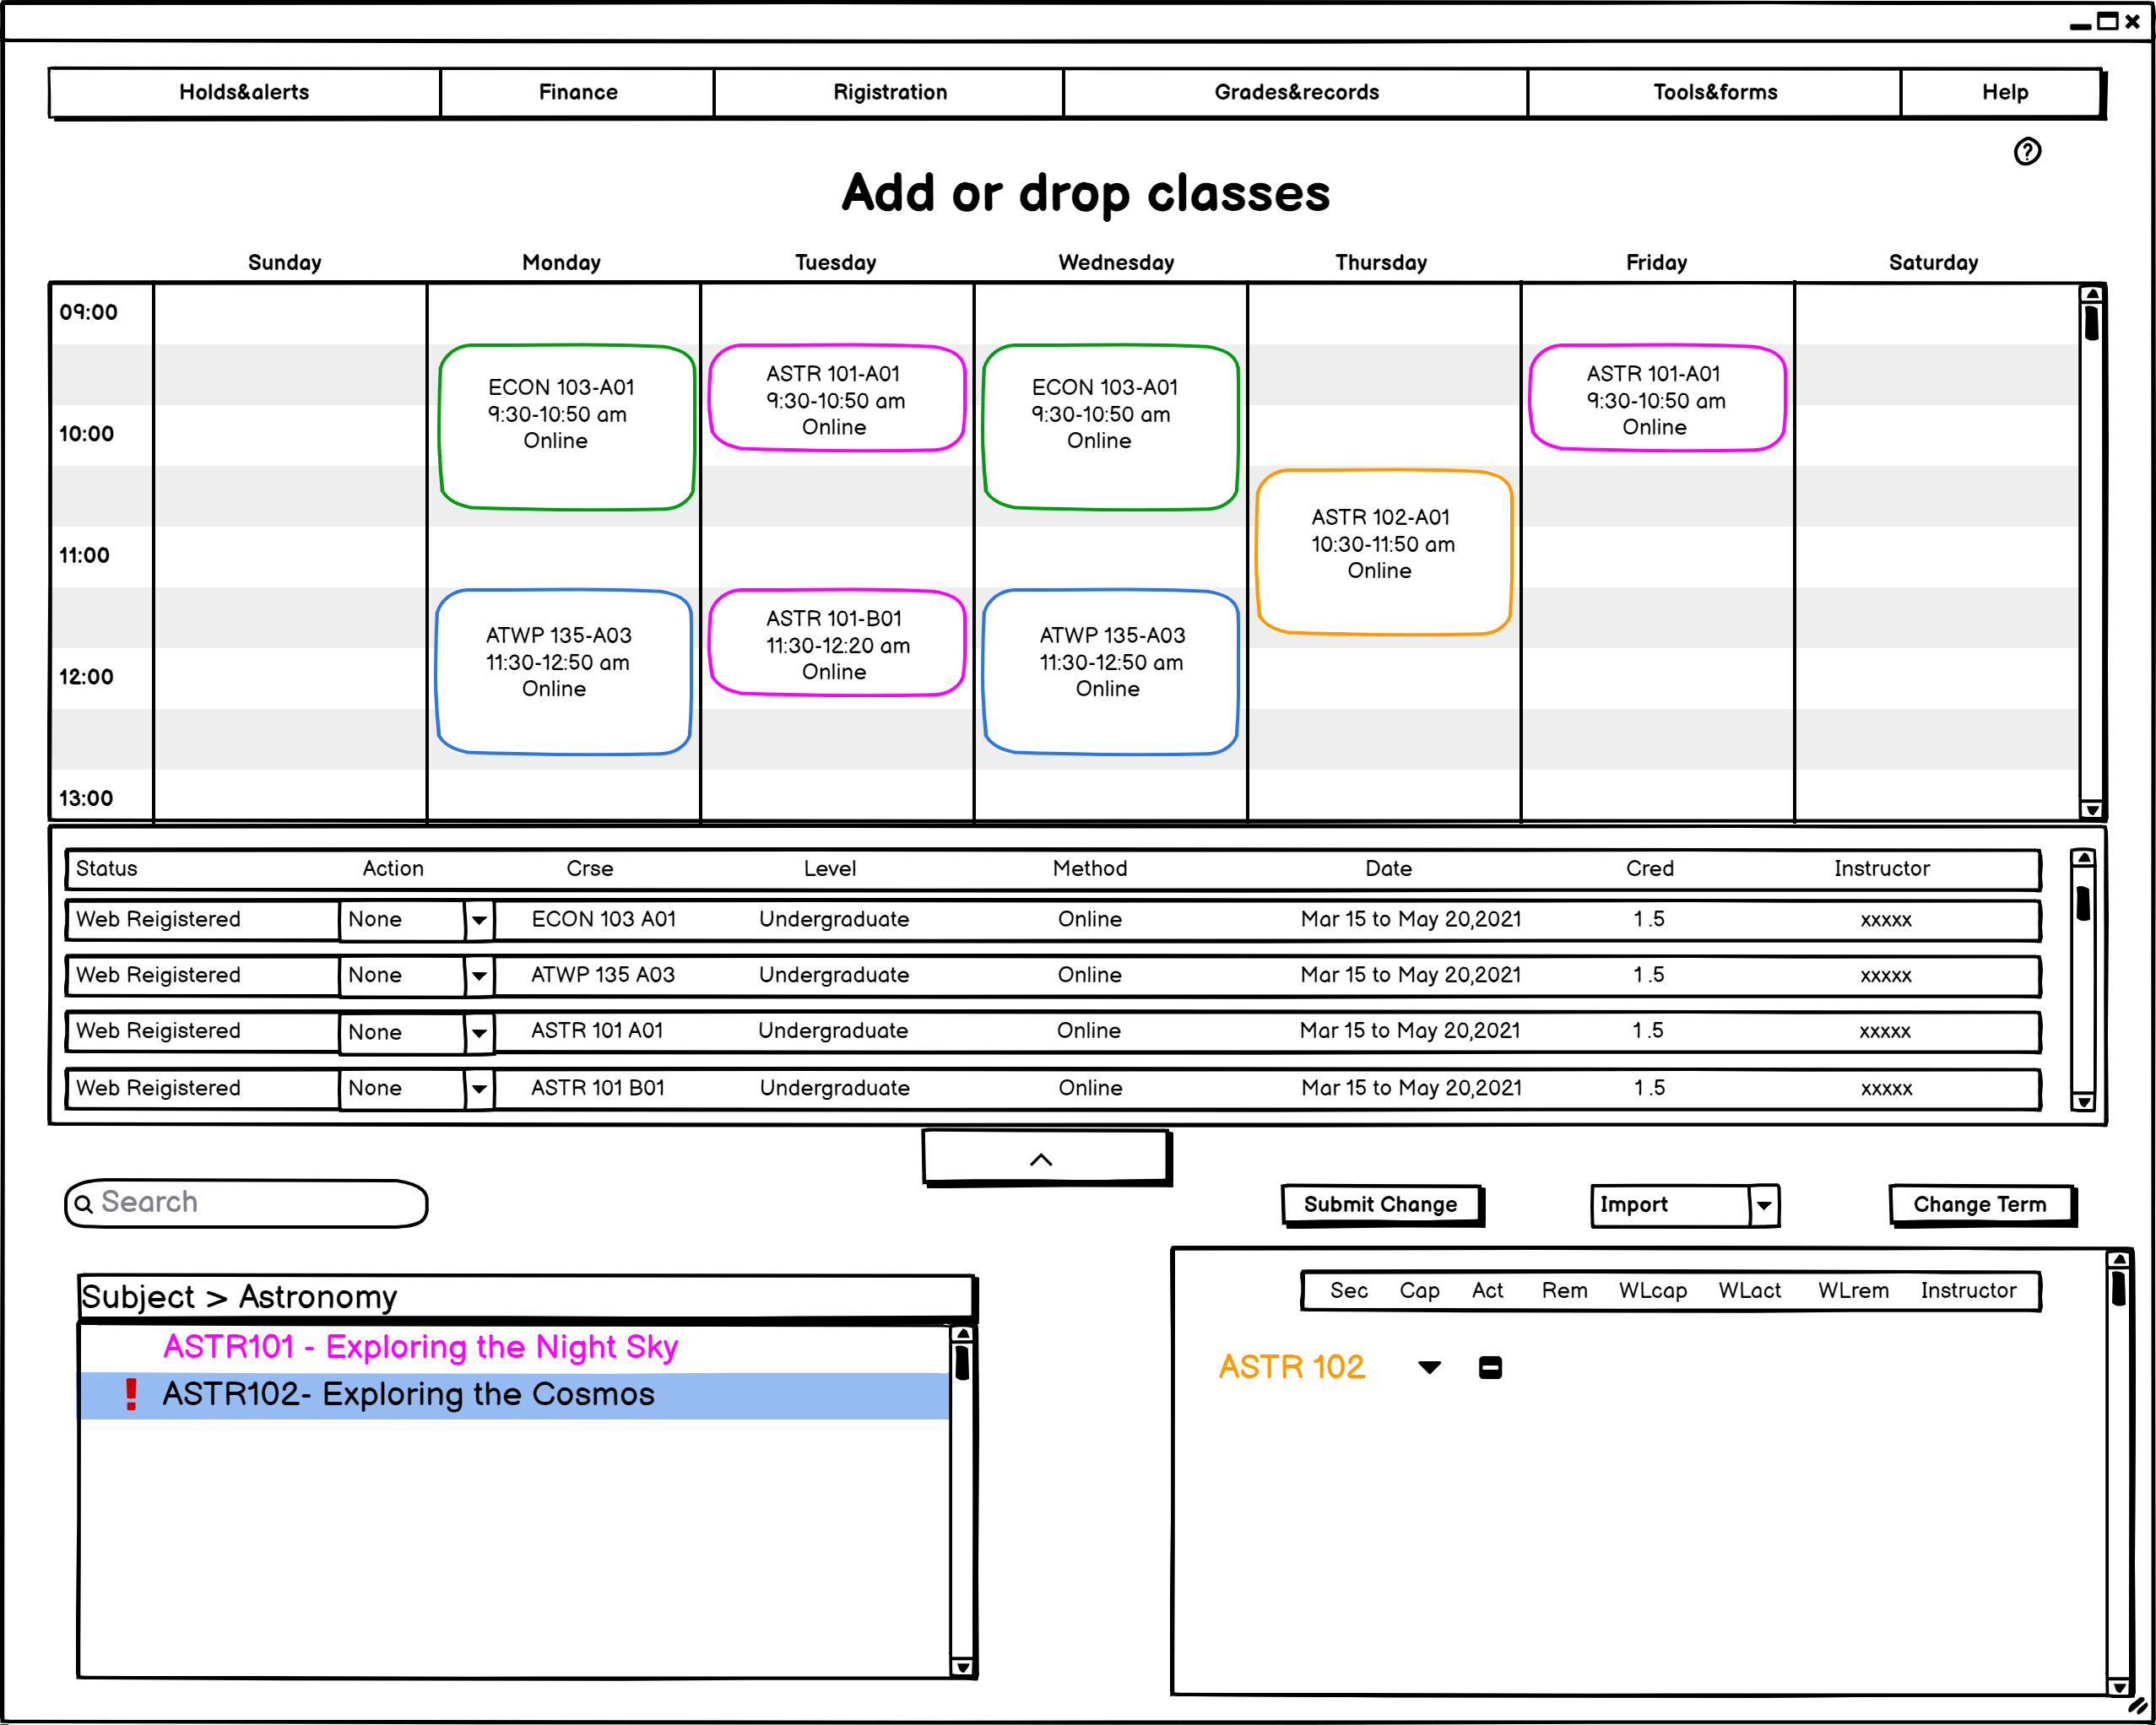 Holds&alerts Finance Rigistration Grades&records Tools&forms Help
?
Add or drop classes
Sunday Monday Tuesday Wednesday Thursday Friday Saturday
09:00
10:00
11:00
12:00
13:00
ECON 103-A01
9:30-10:50 am
Online
ASTR 101-A01
9:30-10:50 am
Online
ECON 103-A01
9:30-10:50 am
Online
ASTR 101-A01
9:30-10:50 am
Online
ASTR 102-A01
10:30-11:50 am
Online
ATWP 135-A03
11:30-12:50 am
Online
ASTR 101-B01
11:30-12:20 am
Online
ATWP 135-A03
11:30-12:50 am
Online
Status Action Crse Level Method Date Cred Instructor
Web Reigistered None ECON 103 A01 Undergraduate Online Mar 15 to May 20,2021 1 .5 xxxxx
Web Reigistered None ATWP 135 A03 Undergraduate Online Mar 15 to May 20,2021 1 .5 xxxxx
Web Reigistered None ASTR 101 A01 Undergraduate Online Mar 15 to May 20,2021 1 .5 xxxxx
Web Reigistered None ASTR 101 B01 Undergraduate Online Mar 15 to May 20,2021 1 .5 xxxxx
Search
Submit Change Import Change Term
Subject > Astronomy
ASTR101 - Exploring the Night Sky
! ASTR102- Exploring the Cosmos
Sec Cap Act Rem WLcap WLact WLrem Instructor
ASTR 102